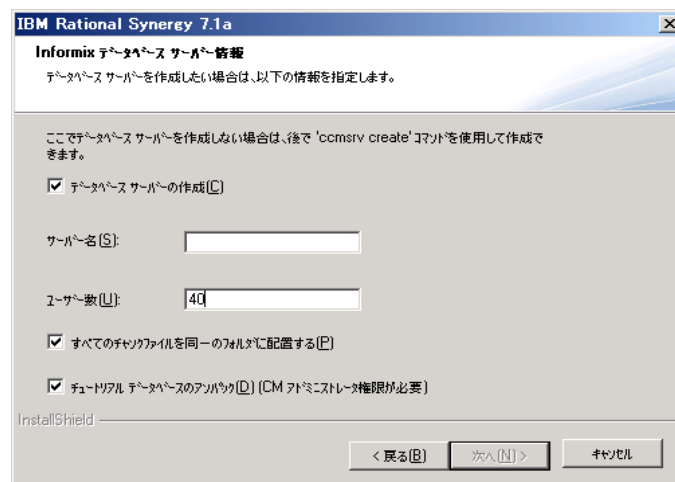 IBM Rational Synergy 7.1a
Informix データベース サーバー情報
データベース サーバーを作成したい場合は、以下の情報を指定します。
ここでデータベース サーバーを作成しない場合は、後で 'ccmsrv create' コマンドを使用して作成で
きます。
データベース サーバーの作成(C)
サーバー名(S):
ユーザー数(U):
40
すべてのチャンクファイルを同一のフォルダに配置する(P)
チュートリアル データベースのアンパック(D) (CM アドミニストレータ権限が必要)
InstallShield
< 戻る(B)
次へ(N) >
キャンセル